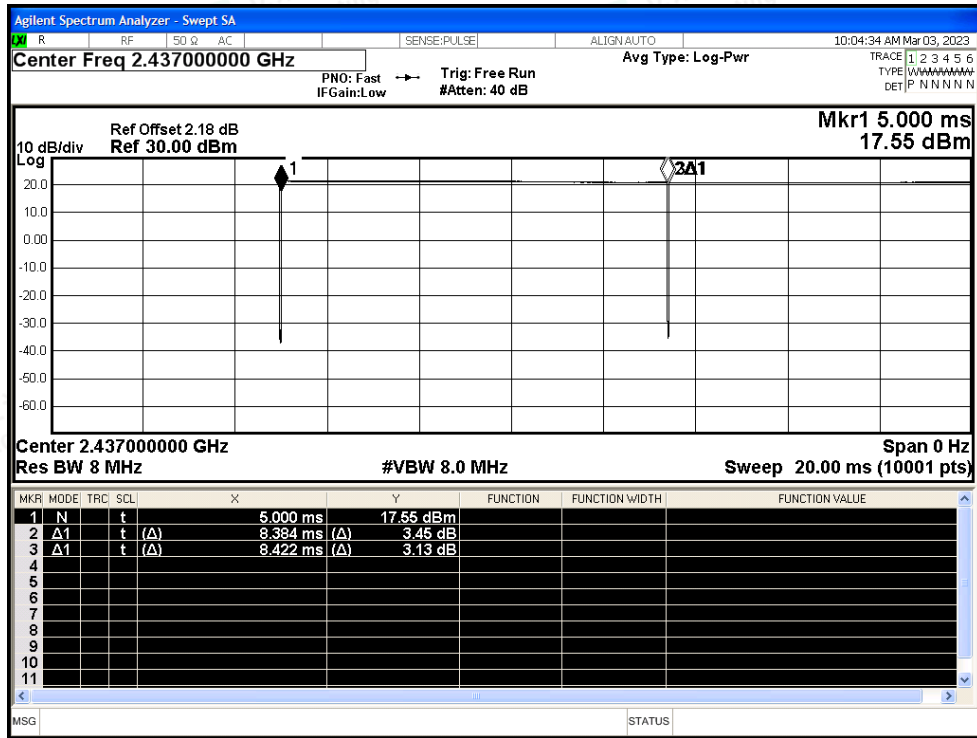 Agilent Spectrum Analyzer - Swept SA
LXI R RF 50 Ω AC SENSE:PULSE ALIGN AUTO 10:04:34 AM Mar 03, 2023
Center Freq 2.437000000 GHz Avg Type: Log-Pwr TRACE 1 2 3 4 5 6
PNO: Fast Trig: Free Run TYPE WWWWWW
IFGain:Low #Atten: 40 dB DET P N N N N N
Mkr1 5.000 ms
Ref Offset 2.18 dB
10 dB/div Ref 30.00 dBm 17.55 dBm
Log
1 3Δ1
20.0
10.0
0.00
-10.0
-20.0
-30.0
-40.0
-50.0
-60.0
Center 2.437000000 GHz Span 0 Hz
Res BW 8 MHz #VBW 8.0 MHz Sweep 20.00 ms (10001 pts)
MKR MODE TRC SCL X Y FUNCTION FUNCTION WIDTH FUNCTION VALUE
1 N t 5.000 ms 17.55 dBm
2 Δ1 t (Δ) 8.384 ms (Δ) 3.45 dB
3 Δ1 t (Δ) 8.422 ms (Δ) 3.13 dB
4
5
6
7
8
9
10
11
MSG STATUS